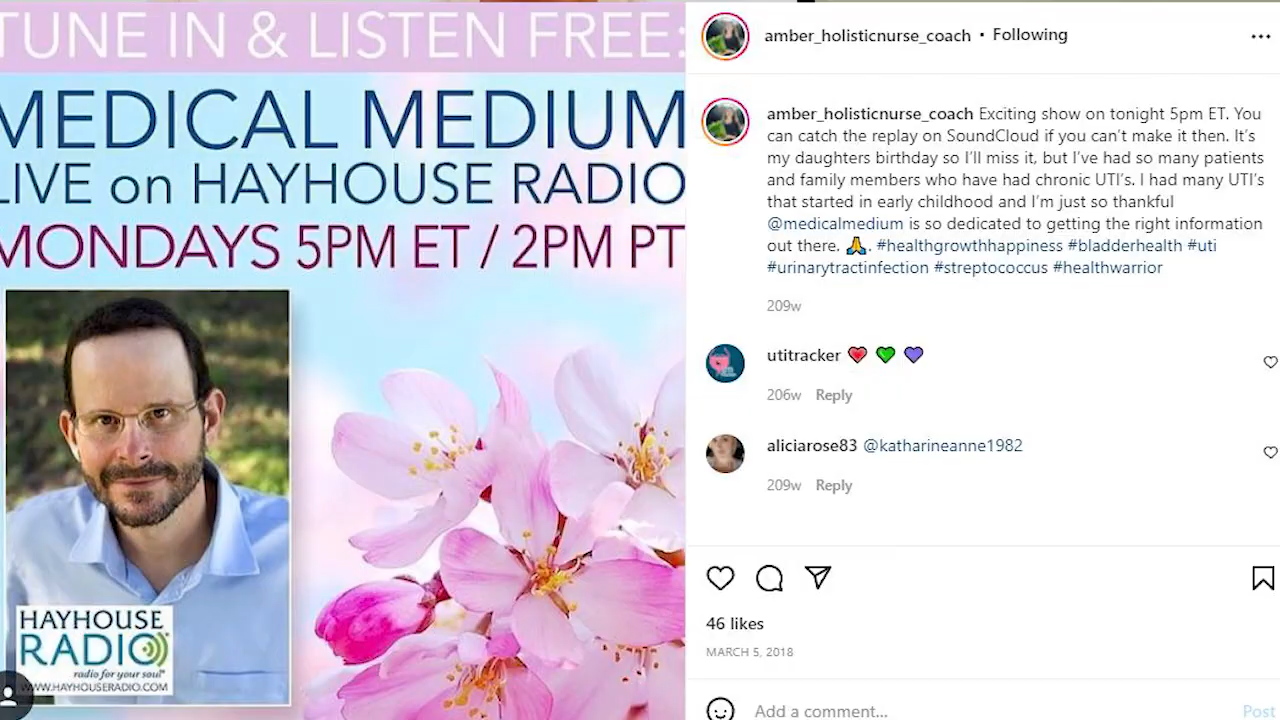 TUNE IN & LISTEN FREE:
MEDICAL MEDIUM
LIVE on HAYHOUSE RADIO
MONDAYS 5PM ET / 2PM PT
HAYHOUSE
RADIO
radio for your soul
WWW.HAYHOUSERADIO.COM
amber_holisticnurse_coach • Following
amber_holisticnurse_coach Exciting show on tonight 5pm ET. You
can catch the replay on SoundCloud if you can't make it then. It's
my daughters birthday so I'll miss it, but I've had so many patients
and family members who have had chronic UTI's. I had many UTI's
that started in early childhood and I'm just so thankful
@medicalmedium is so dedicated to getting the right information
out there. 🙏. #healthgrowthhappiness #bladderhealth #uti
#urinarytractinfection #streptococcus #healthwarrior
209w
utitracker ❤️ 💚 💜
206w Reply
aliciarose83 @katharineanne1982
209w Reply
46 likes
MARCH 5, 2018
Add a comment...
Post